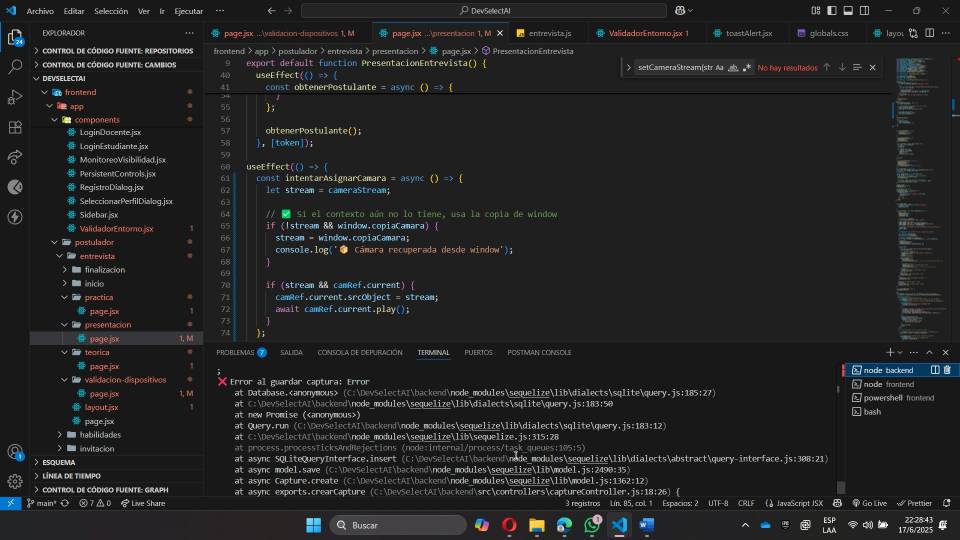 Archivo Editar Selección Ver Ir Ejecutar ··· DevSelectAI
EXPLORADOR
CONTROL DE CÓDIGO FUENTE: REPOSITORIOS
CONTROL DE CÓDIGO FUENTE: CAMBIOS
DEVSELECTAI
frontend
app
components
LoginDocente.jsx
LoginEstudiante.jsx
MonitoreoVisibilidad.jsx
PersistentControls.jsx
RegistroDialog.jsx
SeleccionarPerfilDialog.jsx
Sidebar.jsx
ValidadorEntorno.jsx 1
postulador
entrevista
finalizacion
inicio
practica
page.jsx 1
presentacion
page.jsx 1, M
teorica
page.jsx 1
validacion-dispositivos
page.jsx 1, M
layout.jsx 1
page.jsx
habilidades
invitacion
ESQUEMA
LÍNEA DE TIEMPO
CONTROL DE CÓDIGO FUENTE: GRAPH
page.jsx ...\validacion-dispositivos 1, M
page.jsx ...\presentacion 1, M
entrevista.js
ValidadorEntorno.jsx 1
toastAlert.jsx
globals.css
layou
frontend > app > postulador > entrevista > presentacion > page.jsx > PresentacionEntrevista
setCameraStream(str Aa ab .* No hay resultados
9 export default function PresentacionEntrevista() {
40 useEffect(() => {
41 const obtenerPostulante = async () => {
54 }
55 };
56
57 obtenerPostulante();
58 }, [token]);
59
60 useEffect(() => {
61 const intentarAsignarCamara = async () => {
62 let stream = cameraStream;
63
64 // ✅ Si el contexto aún no lo tiene, usa la copia de window
65 if (!stream && window.copiaCamara) {
66 stream = window.copiaCamara;
67 console.log('📦 Cámara recuperada desde window');
68 }
69
70 if (stream && camRef.current) {
71 camRef.current.srcObject = stream;
72 await camRef.current.play();
73 }
74 };
PROBLEMAS 7 SALIDA CONSOLA DE DEPURACIÓN TERMINAL PUERTOS POSTMAN CONSOLE
;
❌ Error al guardar captura: Error
at Database.<anonymous> (C:\DevSelectAI\backend\node_modules\sequelize\lib\dialects\sqlite\query.js:185:27)
at C:\DevSelectAI\backend\node_modules\sequelize\lib\dialects\sqlite\query.js:183:50
at new Promise (<anonymous>)
at Query.run (C:\DevSelectAI\backend\node_modules\sequelize\lib\dialects\sqlite\query.js:183:12)
at C:\DevSelectAI\backend\node_modules\sequelize\lib\sequelize.js:315:28
at process.processTicksAndRejections (node:internal/process/task_queues:105:5)
at async SQLiteQueryInterface.insert (C:\DevSelectAI\backend\node_modules\sequelize\lib\dialects\abstract\query-interface.js:308:21)
at async model.save (C:\DevSelectAI\backend\node_modules\sequelize\lib\model.js:2490:35)
at async Capture.create (C:\DevSelectAI\backend\node_modules\sequelize\lib\model.js:1362:12)
at async exports.crearCapture (C:\DevSelectAI\backend\src\controllers\captureController.js:18:26) {
node backend
node frontend
powershell frontend
bash
24
1
main* 7 0 Live Share 3 registros Lín. 85, col. 1 Espacios: 2 UTF-8 CRLF JavaScript JSX Go Live Prettier
Buscar
1
ESP
LAA
22:28:43
17/6/2025